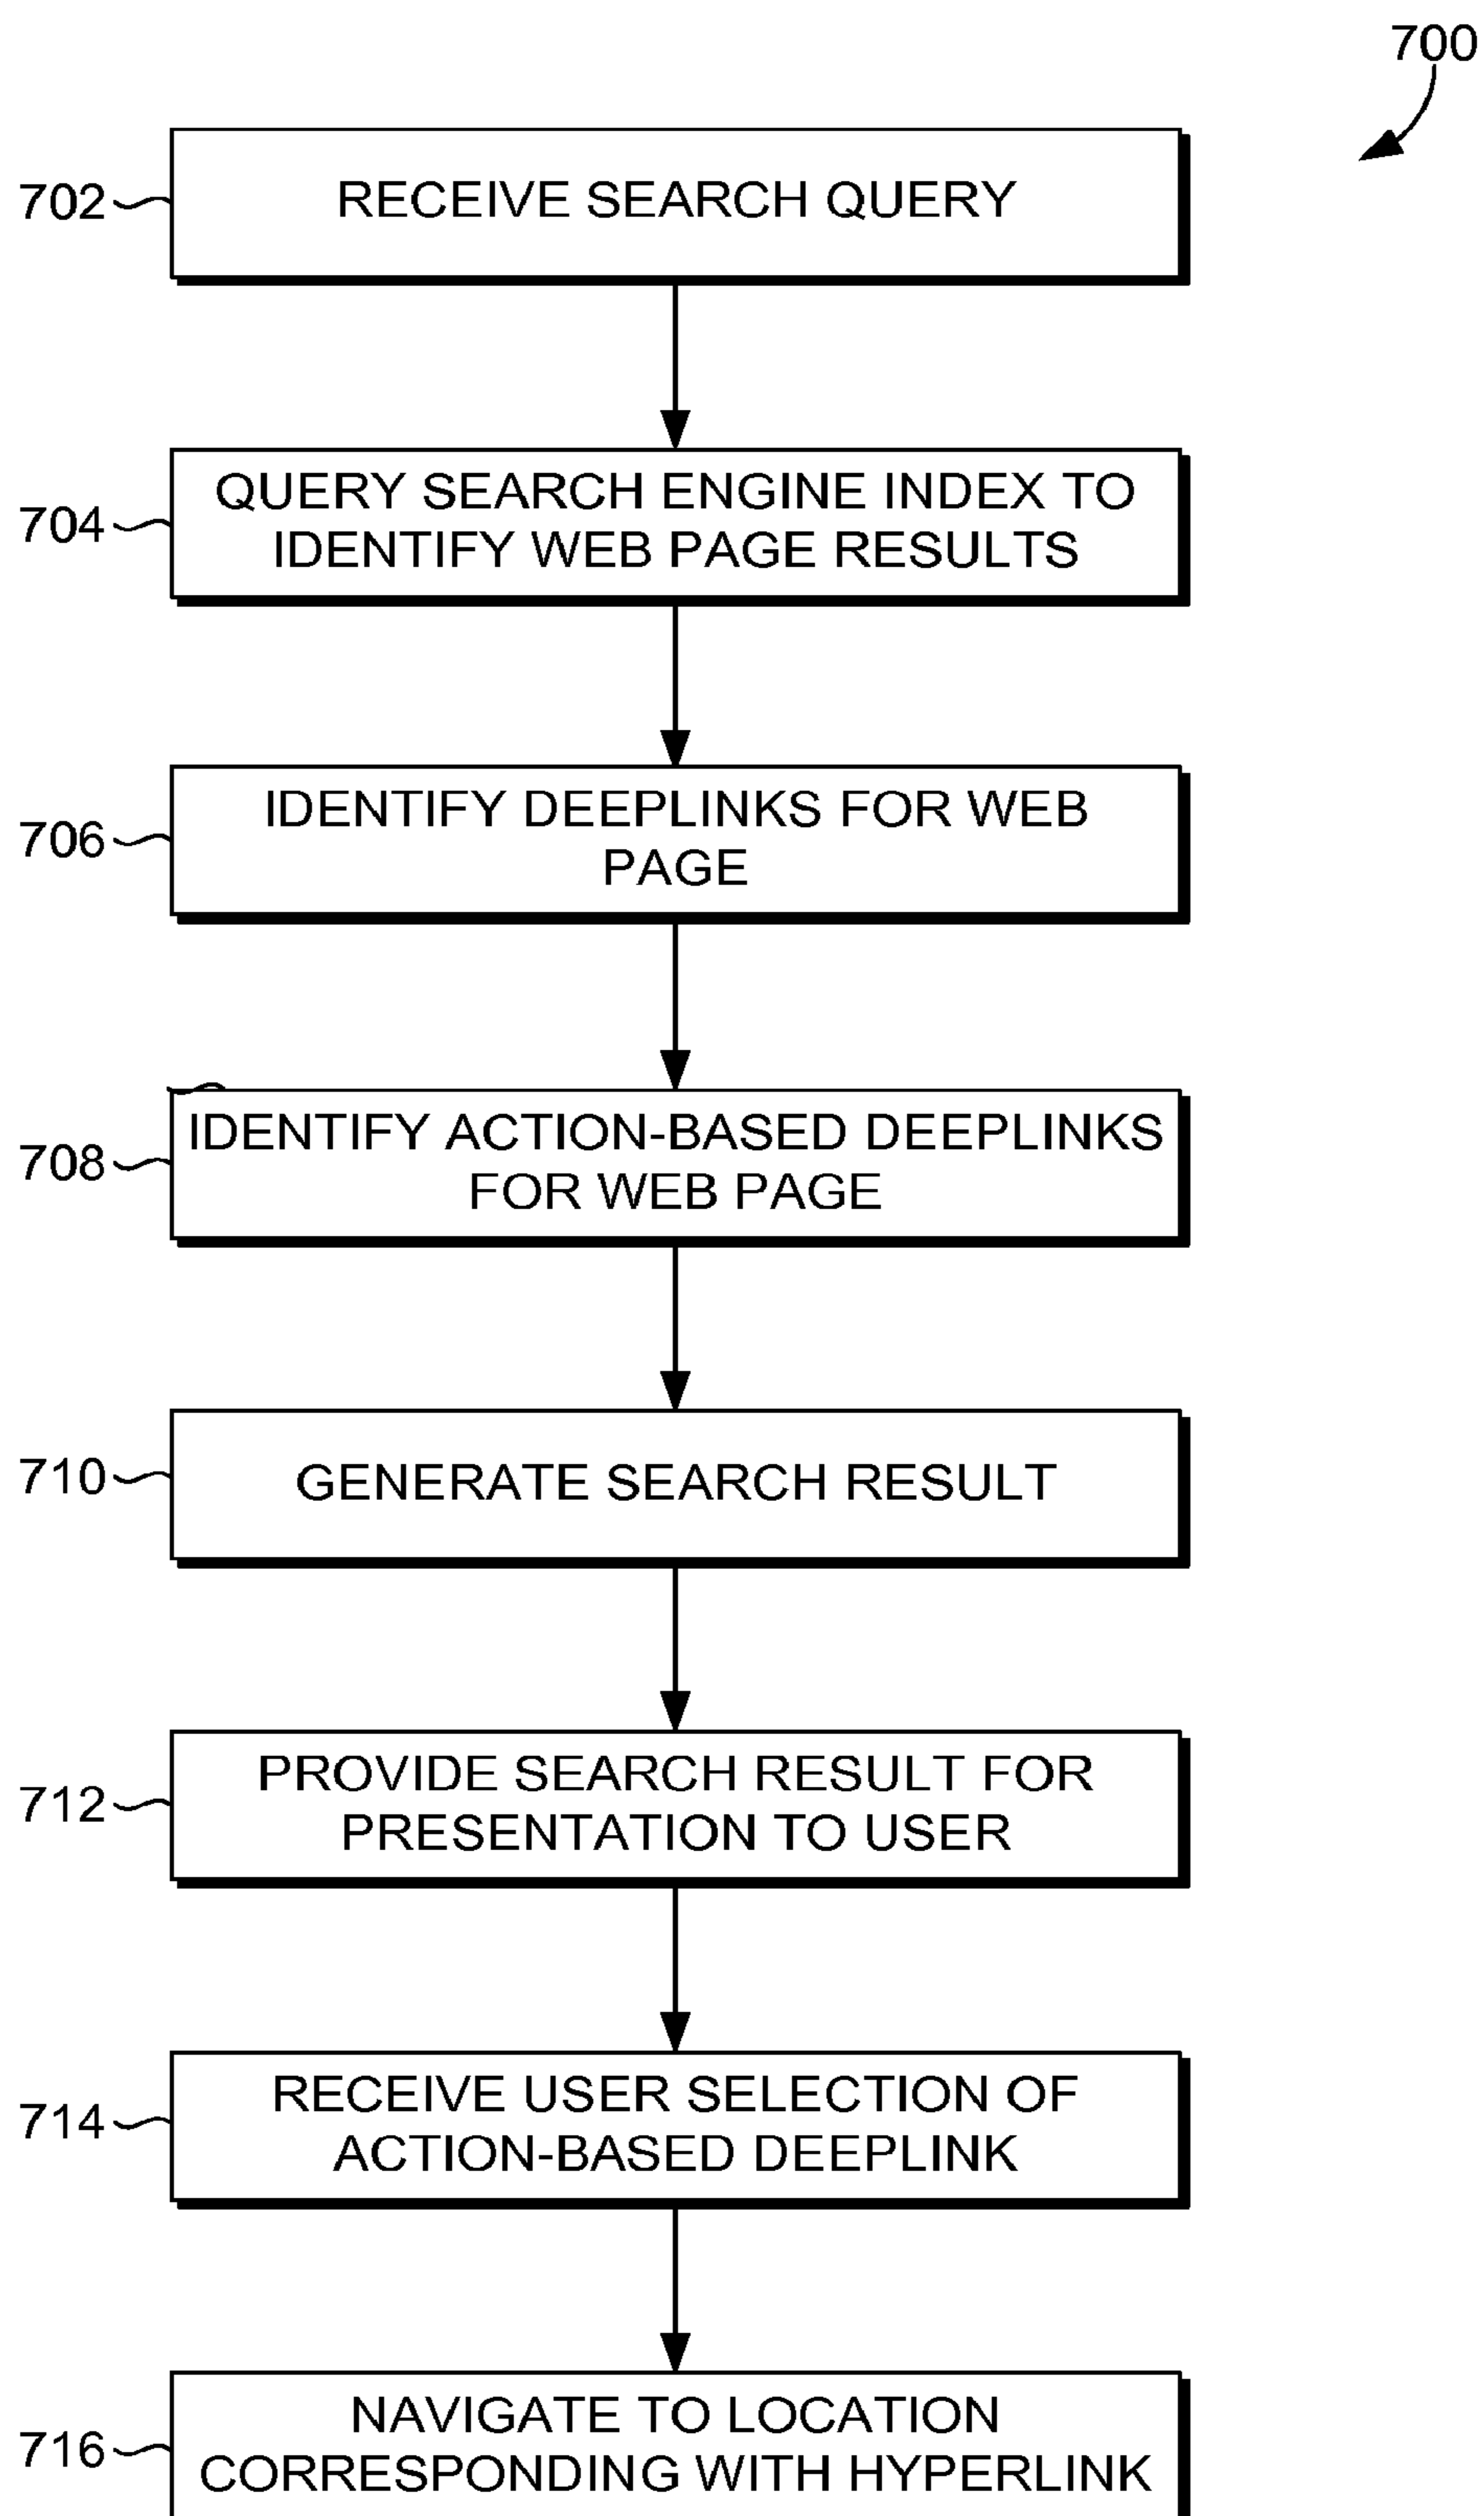 700
702
RECEIVE SEARCH QUERY
704
QUERY SEARCH ENGINE INDEX TO
IDENTIFY WEB PAGE RESULTS
706
IDENTIFY DEEPLINKS FOR WEB
PAGE
708
IDENTIFY ACTION-BASED DEEPLINKS
FOR WEB PAGE
710
GENERATE SEARCH RESULT
712
PROVIDE SEARCH RESULT FOR
PRESENTATION TO USER
714
RECEIVE USER SELECTION OF
ACTION-BASED DEEPLINK
716
NAVIGATE TO LOCATION
CORRESPONDING WITH HYPERLINK